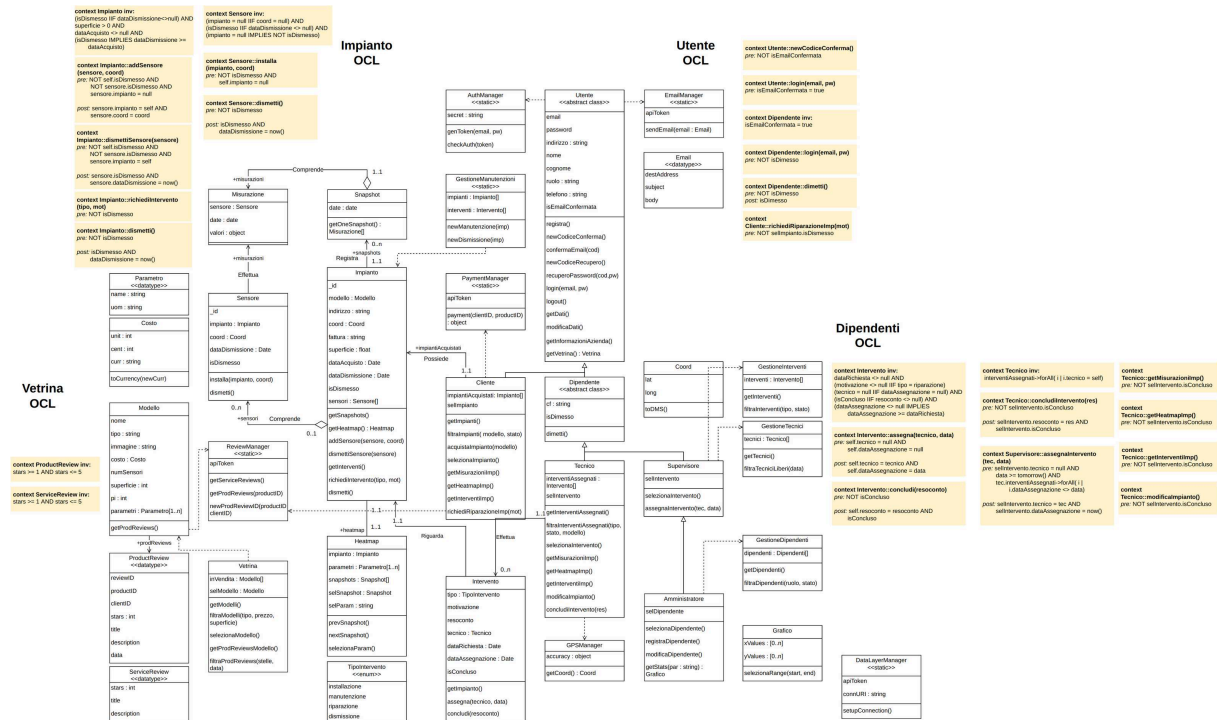 context Impianto inv:
(isDismesso IIF dataDismissione<>null) AND
superficie > 0 AND
dataAcquisto <> null AND
(isDismesso IMPLIES dataDismissione >=
dataAcquisto)
context Impianto::addSensore
(sensore, coord)
pre: NOT self.isDismesso AND
NOT sensore.isDismesso AND
sensore.impianto = null
post: sensore.impianto = self AND
sensore.coord = coord
context
Impianto::dismettiSensore(sensore)
pre: NOT self.isDismesso AND
NOT sensore.isDismesso AND
sensore.impianto = self
post: sensore.isDismesso AND
sensore.dataDismissione = now()
context Impianto::richiediIntervento
(tipo, mot)
pre: NOT isDismesso
context Impianto::dismetti()
pre: NOT isDismesso
post: isDismesso AND
dataDismissione = now()
context Sensore inv:
(impianto = null IIF coord = null) AND
(isDismesso IIF dataDismissione <> null) AND
(impianto = null IMPLIES NOT isDismesso)
context Sensore::installa
(impianto, coord)
pre: NOT isDismesso AND
self.impianto = null
context Sensore::dismetti()
pre: NOT isDismesso
post: isDismesso AND
dataDismissione = now()
Impianto
OCL
Utente
OCL
context Utente::newCodiceConferma()
pre: NOT isEmailConfermata
context Utente::login(email, pw)
pre: isEmailConfermata = true
context Dipendente inv:
isEmailConfermata = true
context Dipendente::login(email, pw)
pre: NOT isDimesso
context Dipendente::dimetti()
pre: NOT isDimesso
post: isDimesso
context
Cliente::richiediRiparazioneImp(mot)
pre: NOT selImpianto.isDismesso
AuthManager
<<static>>
secret : string
genToken(email, pw)
checkAuth(token)
Utente
<<abstract class>>
email
password
indirizzo : string
nome
cognome
ruolo : string
telefono : string
isEmailConfermata
registra()
newCodiceConferma()
confermaEmail(cod)
newCodiceRecupero()
recuperoPassword(cod,pw)
login(email, pw)
logout()
getDati()
modificaDati()
getInformazioniAzienda()
getVetrina() : Vetrina
EmailManager
<<static>>
apiToken
sendEmail(email : Email)
Email
<<datatype>>
destAddress
subject
body
GestioneManutenzioni
<<static>>
impianti : Impianto[]
interventi : Intervento[]
newManutenzione(imp)
newDismissione(imp)
Comprende
+misurazioni
1..1
Misurazione
sensore : Sensore
date : date
valori : object
Snapshot
date : date
getOneSnapshot() :
Misurazione[]
0..n
+snapshots
Registra
1..1
+misurazioni
Effettua
Parametro
<<datatype>>
name : string
uom : string
Costo
unit : int
cent : int
curr : string
toCurrency(newCurr)
Sensore
_id
impianto : Impianto
coord : Coord
dataDismissione : Date
isDismesso
installa(impianto, coord)
dismetti()
0..n
+sensori
Comprende
0..1
Impianto
_id
modello : Modello
indirizzo : string
coord : Coord
fattura : string
superficie : float
dataAcquisto : Date
dataDismissione : Date
isDismesso
sensori : Sensore[]
getSnapshots()
getHeatmap() : Heatmap
addSensore(sensore, coord)
dismettiSensore(sensore)
getInterventi()
richiediIntervento(tipo, mot)
dismetti()
PaymentManager
<<static>>
apiToken
payment(clientID, productID)
: object
+impiantiAcquistati
Possiede
1..1
Cliente
impiantiAcquistati: Impianto[]
selImpianto
getImpianti()
filtraImpianti( modello, stato)
acquistaImpianto(modello)
selezionaImpianto()
getMisurazioniImp()
getHeatmapImp()
getInterventiImp()
richiediRiparazioneImp(mot)
Dipendente
<<abstract class>>
cf : string
isDimesso
dimetti()
Coord
lat
long
toDMS()
GestioneInterventi
interventi : Intervento[]
getInterventi()
filtraInterventi(tipo, stato)
GestioneTecnici
tecnici : Tecnico[]
getTecnici()
filtraTecniciLiberi(data)
Dipendenti
OCL
context Intervento inv:
dataRichiesta <> null AND
(motivazione <> null IIF tipo = riparazione) AND
(tecnico = null IIF dataAssegnazione = null) AND
(isConcluso IIF resoconto <> null) AND
(dataAssegnazione <> null IMPLIES
dataAssegnazione >= dataRichiesta)
context Intervento::assegna(tecnico, data)
pre: self.tecnico = null AND
self.dataAssegnazione = null
post: self.tecnico = tecnico AND
self.dataAssegnazione = data
context Intervento::concludi(resoconto)
pre: NOT isConcluso
post: self.resoconto = resoconto AND
isConcluso
context Tecnico inv:
interventiAssegnati->forAll( i | i.tecnico = self)
context Tecnico::concludiIntervento(res)
pre: NOT selIntervento.isConcluso
post: selIntervento.resoconto = res AND
selIntervento.isConcluso
context Supervisore::assegnaIntervento
(tec, data)
pre: selIntervento.tecnico = null AND
data >= tomorrow() AND
tec.interventiAssegnati->forAll( i |
i.dataAssegnazione <> data)
post: selIntervento.tecnico = tec AND
selIntervento.dataAssegnazione = now()
context
Tecnico::getMisurazioniImp()
pre: NOT selIntervento.isConcluso
context
Tecnico::getHeatmapImp()
pre: NOT selIntervento.isConcluso
context
Tecnico::getInterventiImp()
pre: NOT selIntervento.isConcluso
context
Tecnico::modificaImpianto()
pre: NOT selIntervento.isConcluso
Vetrina
OCL
context ProductReview inv:
stars >= 1 AND stars <= 5
context ServiceReview inv:
stars >= 1 AND stars <= 5
Modello
nome
tipo : string
immagine : string
costo : Costo
numSensori
superficie : int
pi : int
parametri : Parametro[1..n]
getProdReviews()
+prodReviews
ReviewManager
<<static>>
apiToken
getServiceReviews()
getProdReviews(productID)
newProdReviewID(productID
clientID)
ProductReview
<<datatype>>
reviewID
productID
clientID
stars : int
title
description
data
ServiceReview
<<datatype>>
stars : int
title
description
Vetrina
inVendita : Modello[]
selModello : Modello
getModelli()
filtraModelli(tipo, prezzo,
superficie)
selezionaModello()
getProdReviewsModello()
filtraProdReviews(stelle,
data)
1..1
+heatmap
1..1
Heatmap
impianto : Impianto
parametri : Parametro[1..n]
snapshots : Snapshot[]
selSnapshot : Snapshot
selParam : string
prevSnapshot()
nextSnapshot()
selezionaParam()
TipoIntervento
<<enum>>
installazione
manutenzione
riparazione
dismissione
1..1
Riguarda
Effettua
1..1
0..n
Intervento
tipo : TipoIntervento
motivazione
resoconto
tecnico : Tecnico
dataRichiesta : Date
dataAssegnazione : Date
isConcluso
getImpianto()
assegna(tecnico, data)
concludi(resoconto)
Tecnico
interventiAssegnati :
Intervento[]
selIntervento
getInterventiAssegnati()
filtraInterventiAssegnati(tipo,
stato, modello)
selezionaIntervento()
getMisurazioniImp()
getHeatmapImp()
getInterventiImp()
modificaImpianto()
concludiIntervento(res)
GPSManager
accuracy : object
getCoord() : Coord
Supervisore
selIntervento
selezionaIntervento()
assegnaIntervento(tec, data)
GestioneDipendenti
dipendenti : Dipendenti[]
getDipendenti()
filtraDipendenti(ruolo, stato)
Amministratore
selDipendente
selezionaDipendente()
registraDipendente()
modificaDipendente()
getStats(par : string) :
Grafico
Grafico
xValues : [0..n]
yValues : [0..n]
selezionaRange(start, end)
DataLayerManager
<<static>>
apiToken
connURI : string
setupConnection()